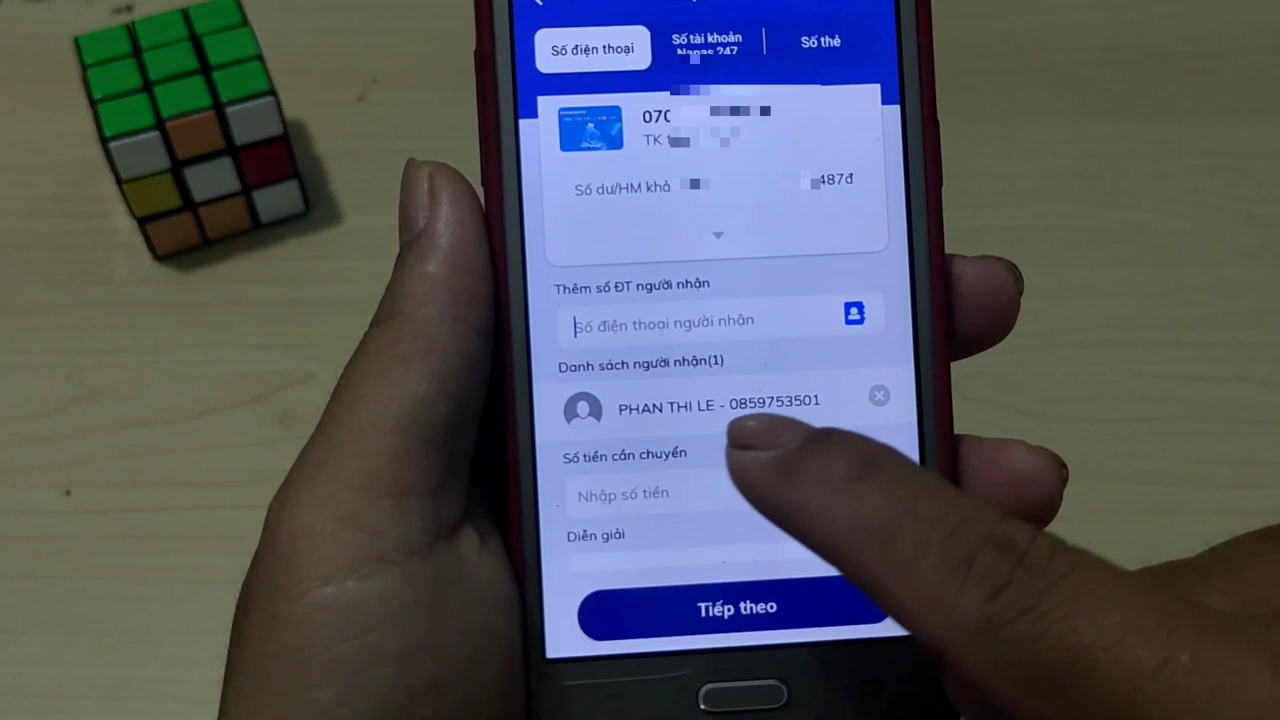 Số điện thoại
Số tài khoản
Napas 247
Số thẻ
070
TK
Số dư/HM khả
487đ
Thêm số ĐT người nhận
Số điện thoại người nhận
Danh sách người nhận(1)
PHAN THI LE - 0859753501
Số tiền cần chuyển
Nhập số tiền
Diễn giải
Tiếp theo